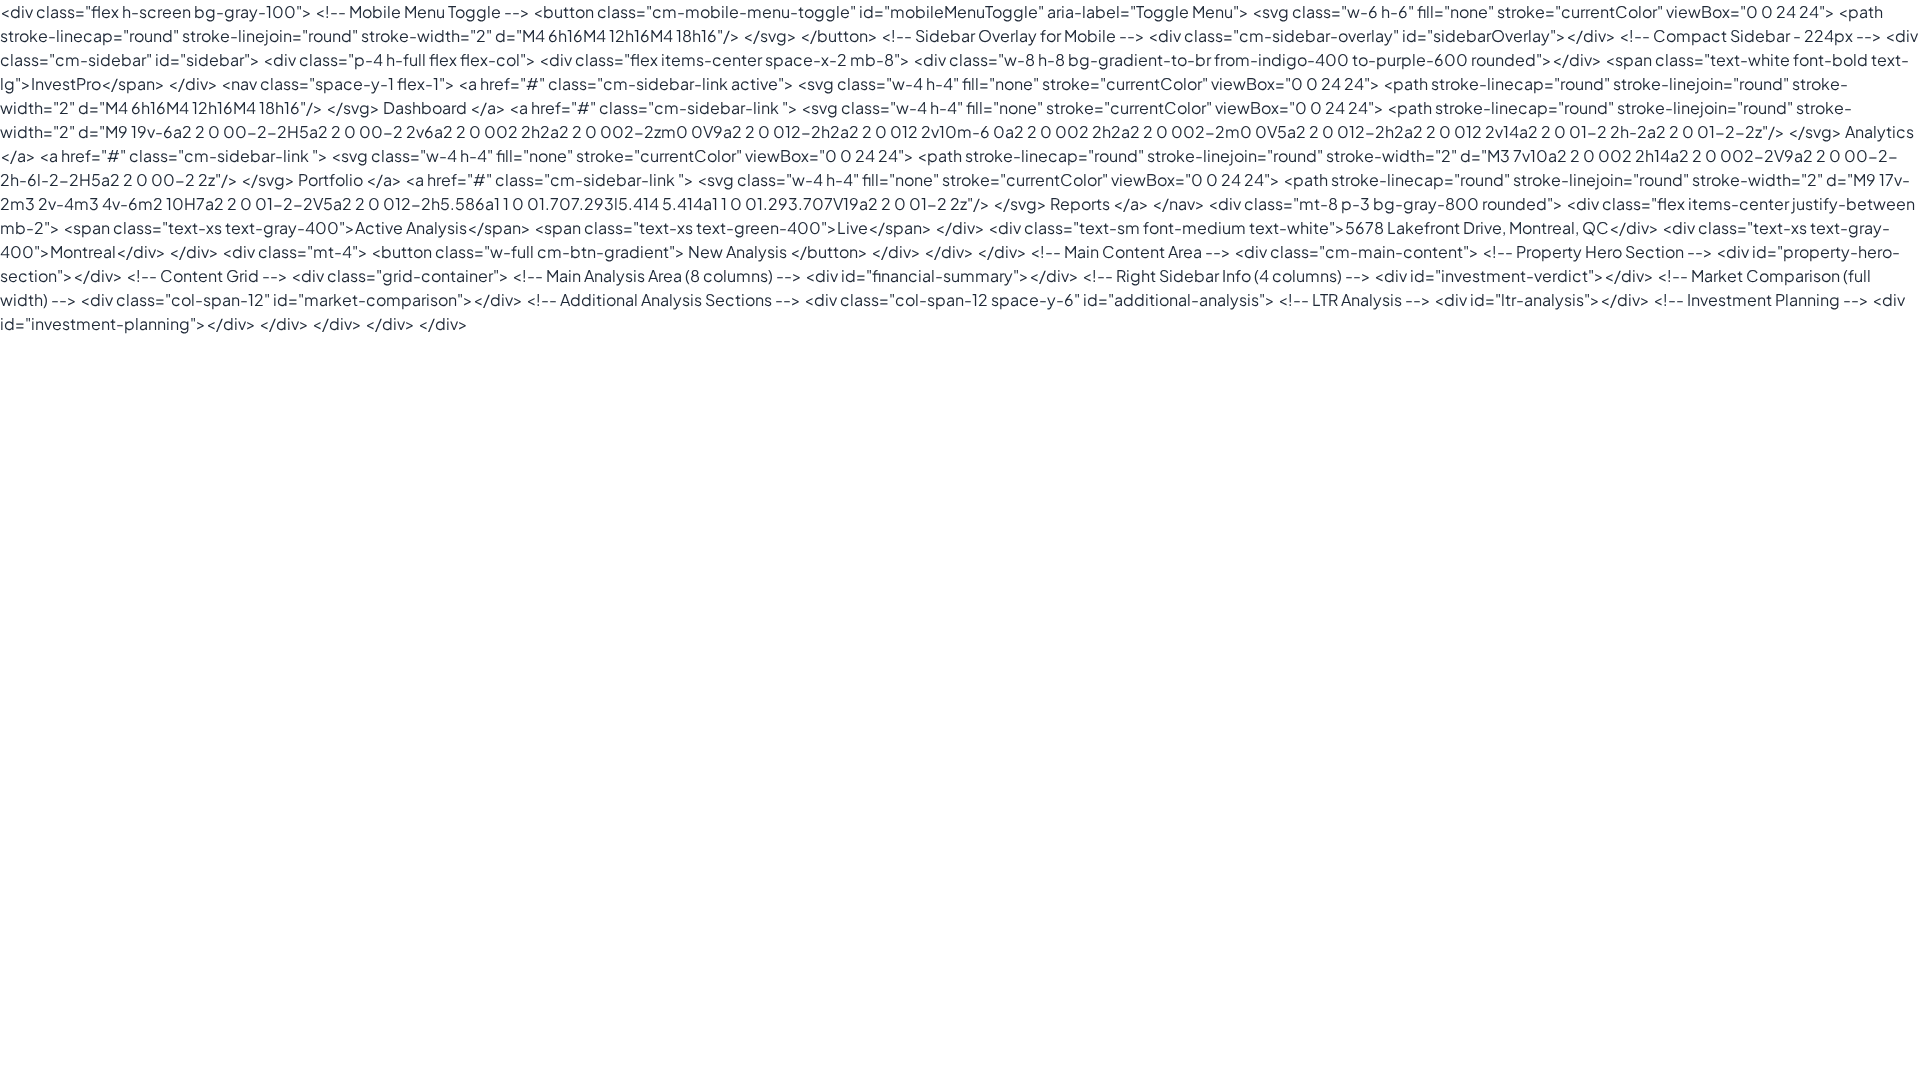 <div class="flex h-screen bg-gray-100"> <!-- Mobile Menu Toggle --> <button class="cm-mobile-menu-toggle" id="mobileMenuToggle" aria-label="Toggle Menu"> <svg class="w-6 h-6" fill="none" stroke="currentColor" viewBox="0 0 24 24"> <path
stroke-linecap="round" stroke-linejoin="round" stroke-width="2" d="M4 6h16M4 12h16M4 18h16"/> </svg> </button> <!-- Sidebar Overlay for Mobile --> <div class="cm-sidebar-overlay" id="sidebarOverlay"></div> <!-- Compact Sidebar - 224px --> <div
class="cm-sidebar" id="sidebar"> <div class="p-4 h-full flex flex-col"> <div class="flex items-center space-x-2 mb-8"> <div class="w-8 h-8 bg-gradient-to-br from-indigo-400 to-purple-600 rounded"></div> <span class="text-white font-bold text-
lg">InvestPro</span> </div> <nav class="space-y-1 flex-1"> <a href="#" class="cm-sidebar-link active"> <svg class="w-4 h-4" fill="none" stroke="currentColor" viewBox="0 0 24 24"> <path stroke-linecap="round" stroke-linejoin="round" stroke-
width="2" d="M4 6h16M4 12h16M4 18h16"/> </svg> Dashboard </a> <a href="#" class="cm-sidebar-link "> <svg class="w-4 h-4" fill="none" stroke="currentColor" viewBox="0 0 24 24"> <path stroke-linecap="round" stroke-linejoin="round" stroke-
width="2" d="M9 19v-6a2 2 0 00-2-2H5a2 2 0 00-2 2v6a2 2 0 002 2h2a2 2 0 002-2zm0 0V9a2 2 0 012-2h2a2 2 0 012 2v10m-6 0a2 2 0 002 2h2a2 2 0 002-2m0 0V5a2 2 0 012-2h2a2 2 0 012 2v14a2 2 0 01-2 2h-2a2 2 0 01-2-2z"/> </svg> Analytics
</a> <a href="#" class="cm-sidebar-link "> <svg class="w-4 h-4" fill="none" stroke="currentColor" viewBox="0 0 24 24"> <path stroke-linecap="round" stroke-linejoin="round" stroke-width="2" d="M3 7v10a2 2 0 002 2h14a2 2 0 002-2V9a2 2 0 00-2-
2h-6l-2-2H5a2 2 0 00-2 2z"/> </svg> Portfolio </a> <a href="#" class="cm-sidebar-link "> <svg class="w-4 h-4" fill="none" stroke="currentColor" viewBox="0 0 24 24"> <path stroke-linecap="round" stroke-linejoin="round" stroke-width="2" d="M9 17v-
2m3 2v-4m3 4v-6m2 10H7a2 2 0 01-2-2V5a2 2 0 012-2h5.586a1 1 0 01.707.293l5.414 5.414a1 1 0 01.293.707V19a2 2 0 01-2 2z"/> </svg> Reports </a> </nav> <div class="mt-8 p-3 bg-gray-800 rounded"> <div class="flex items-center justify-between
mb-2"> <span class="text-xs text-gray-400">Active Analysis</span> <span class="text-xs text-green-400">Live</span> </div> <div class="text-sm font-medium text-white">5678 Lakefront Drive, Montreal, QC</div> <div class="text-xs text-gray-
400">Montreal</div> </div> <div class="mt-4"> <button class="w-full cm-btn-gradient"> New Analysis </button> </div> </div> </div> <!-- Main Content Area --> <div class="cm-main-content"> <!-- Property Hero Section --> <div id="property-hero-
section"></div> <!-- Content Grid --> <div class="grid-container"> <!-- Main Analysis Area (8 columns) --> <div id="financial-summary"></div> <!-- Right Sidebar Info (4 columns) --> <div id="investment-verdict"></div> <!-- Market Comparison (full
width) --> <div class="col-span-12" id="market-comparison"></div> <!-- Additional Analysis Sections --> <div class="col-span-12 space-y-6" id="additional-analysis"> <!-- LTR Analysis --> <div id="ltr-analysis"></div> <!-- Investment Planning --> <div
id="investment-planning"></div> </div> </div> </div> </div>